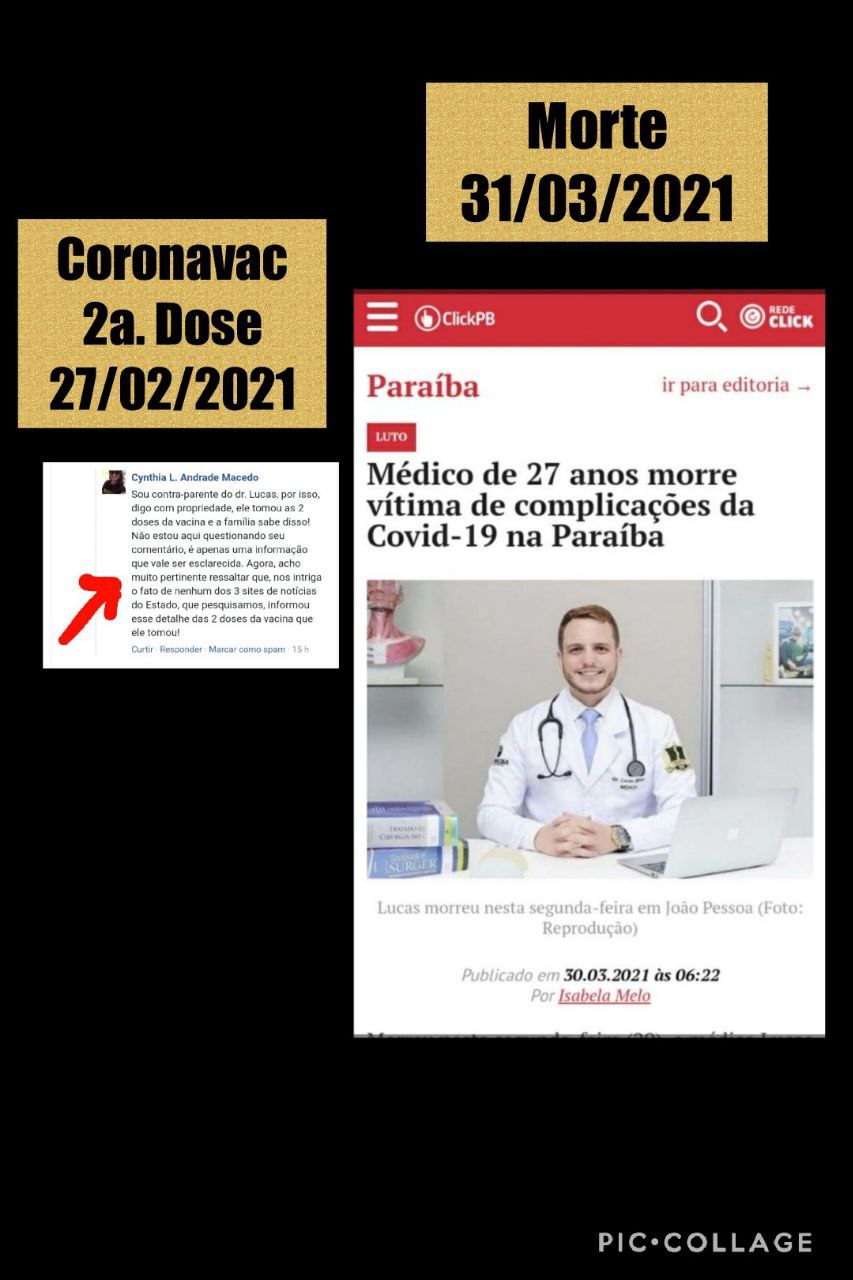 Morte
31/03/2021
Coronavac
2a. Dose
27/02/2021
Cynthia L. Andrade Macedo
Sou contra-parente do dr. Lucas, por isso,
digo com propriedade, ele tomou as 2
doses da vacina e a família sabe disso!
Não estou aqui questionando seu
comentário, é apenas uma informação
que vale ser esclarecida. Agora, acho
muito pertinente ressaltar que, nos intriga
o fato de nenhum dos 3 sites de notícias
do Estado, que pesquisamos, informou
esse detalhe das 2 doses da vacina que
ele tomou!
Curtir · Responder · Marcar como spam · 15 h
ClickPB
REDE
CLICK
Paraíba
ir para editoria →
LUTO
Médico de 27 anos morre
vítima de complicações da
Covid-19 na Paraíba
MÉDICO
TRATADO DE
CIRURGIA DO
Textbook of
SURGER
Lucas morreu nesta segunda-feira em João Pessoa (Foto:
Reprodução)
Publicado em 30.03.2021 às 06:22
Por Isabela Melo
PIC•COLLAGE